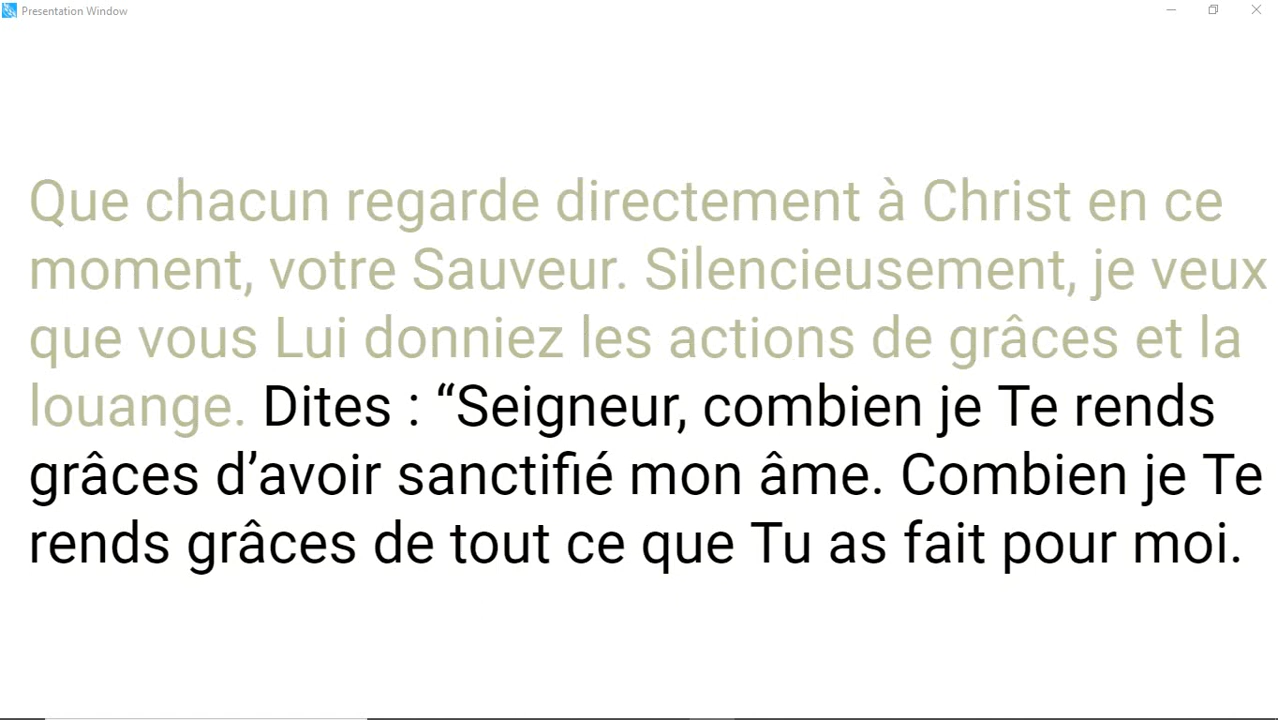 Presentation Window
Que chacun regarde directement à Christ en ce
moment, votre Sauveur. Silencieusement, je veux
que vous Lui donniez les actions de grâces et la
louange. Dites : “Seigneur, combien je Te rends
grâces d’avoir sanctifié mon âme. Combien je Te
rends grâces de tout ce que Tu as fait pour moi.